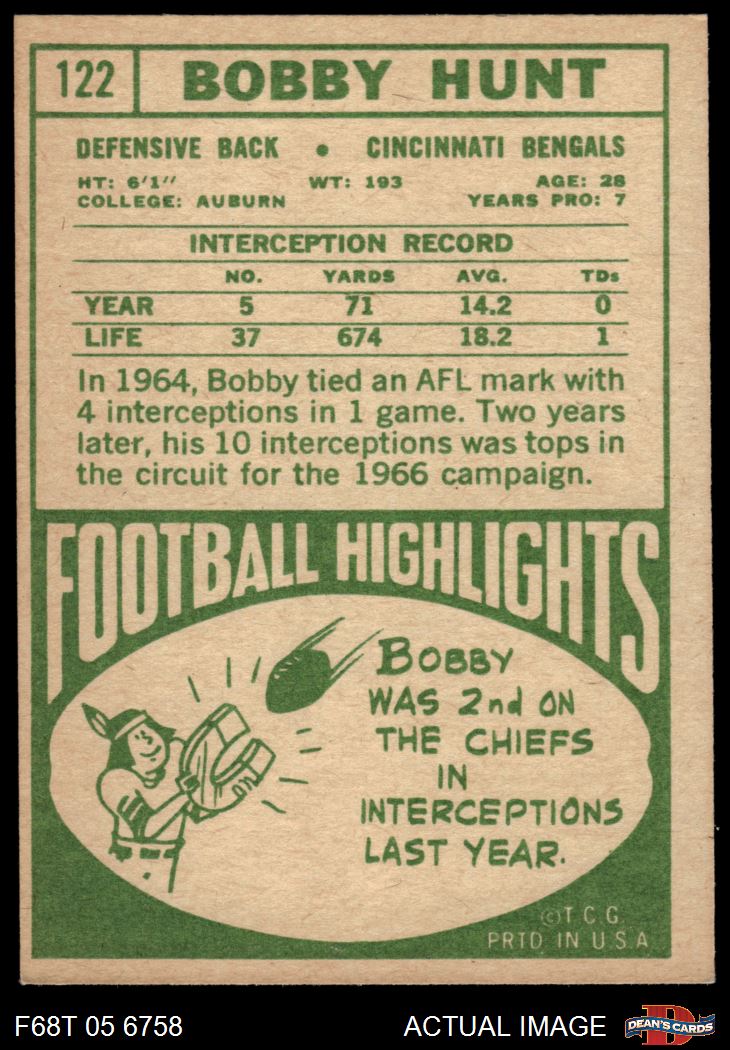 122 BOBBY HUNT
DEFENSIVE BACK • CINCINNATI BENGALS
HT: 6'1" WT: 193 AGE: 28
COLLEGE: AUBURN YEARS PRO: 7
INTERCEPTION RECORD
NO. YARDS AVG. TDs
YEAR 5 71 14.2 0
LIFE 37 674 18.2 1
In 1964, Bobby tied an AFL mark with
4 interceptions in 1 game. Two years
later, his 10 interceptions was tops in
the circuit for the 1966 campaign.
FOOTBALL HIGHLIGHTS
BOBBY
WAS 2nd ON
THE CHIEFS
IN
INTERCEPTIONS
LAST YEAR.
©T.C.G.
PRTD IN U.S.A
F68T 05 6758 ACTUAL IMAGE D DEAN'S CARDS